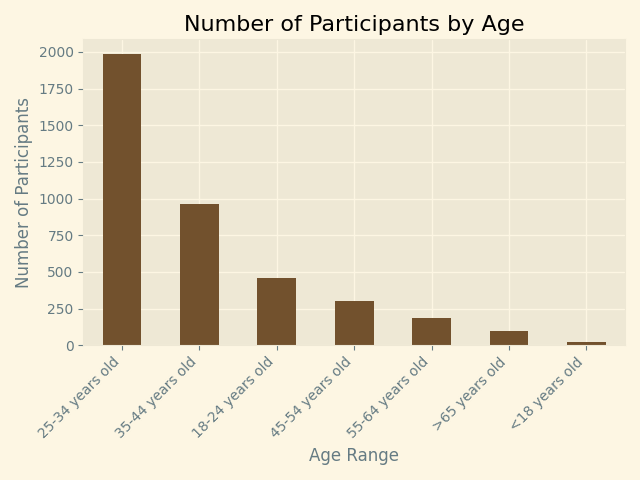 Number of Participants by Age
Number of Participants
2000
1750
1500
1250
1000
750
500
250
0
25-34 years old
35-44 years old
18-24 years old
45-54 years old
55-64 years old
>65 years old
<18 years old
Age Range